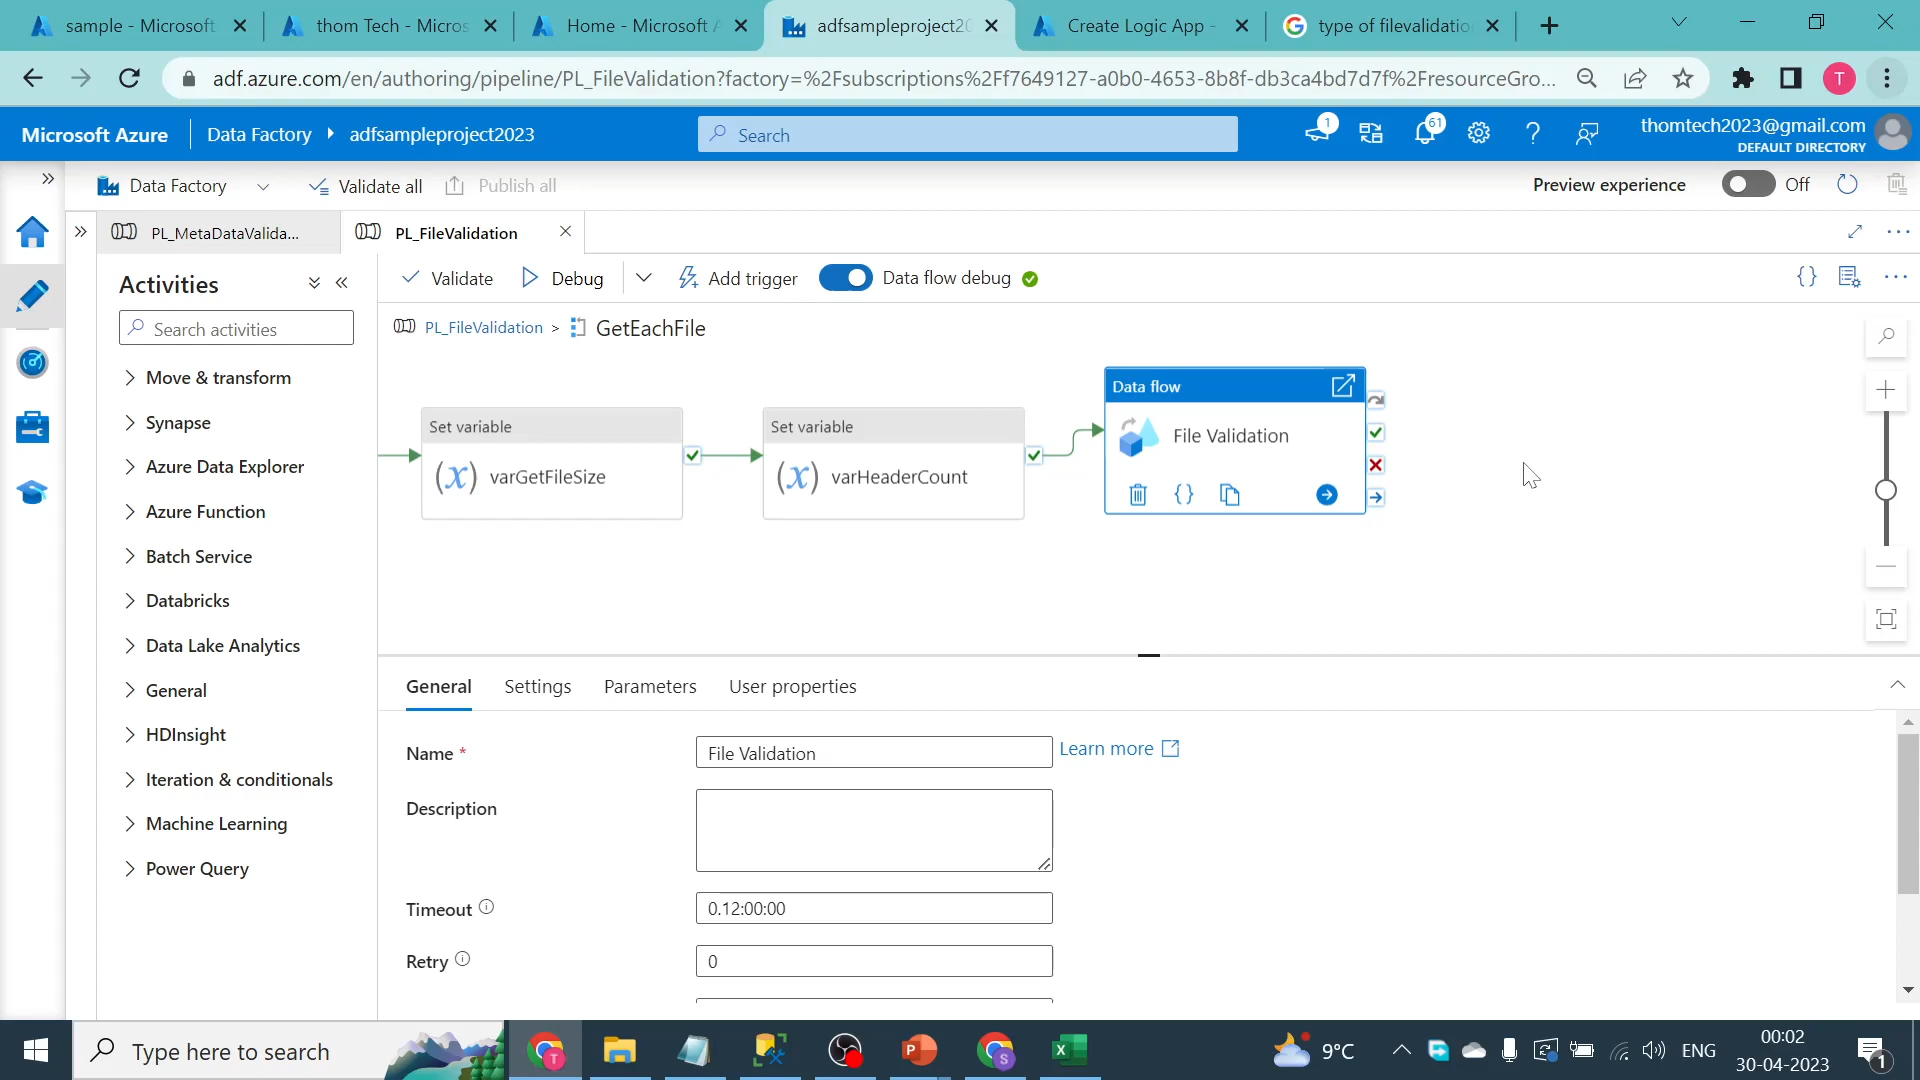 sample - Microsoft
thom Tech - Micros
Home - Microsoft A
adfsampleproject20
Create Logic App -
type of filevalidatio
adf.azure.com/en/authoring/pipeline/PL_FileValidation?factory=%2Fsubscriptions%2Ff7649127-a0b0-4653-8b8f-db3ca4bd7d7f%2FresourceGro...
T
Microsoft Azure
Data Factory
adfsampleproject2023
Search
1
61
thomtech2023@gmail.com
DEFAULT DIRECTORY
Data Factory
Validate all
Publish all
Preview experience
Off
PL_MetaDataValida...
PL_FileValidation
Activities
Validate
Debug
Add trigger
Data flow debug
Search activities
PL_FileValidation > GetEachFile
Move & transform
Synapse
Azure Data Explorer
Azure Function
Batch Service
Databricks
Data Lake Analytics
General
HDInsight
Iteration & conditionals
Machine Learning
Power Query
Set variable
(x) varGetFileSize
Set variable
(x) varHeaderCount
Data flow
File Validation
General
Settings
Parameters
User properties
Name *
File Validation
Learn more
Description
Timeout
0.12:00:00
Retry
0
Type here to search
T
P
S
X
9°C
ENG
00:02
30-04-2023
1